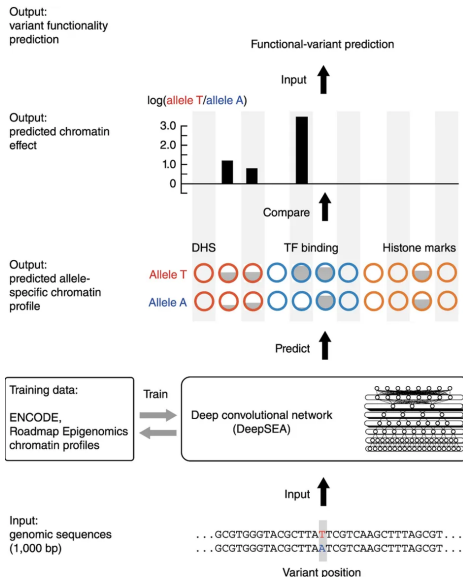 Output:
variant functionality
prediction
Functional-variant prediction
Input
log(allele T/allele A)
Output:
predicted chromatin
effect
3.0
2.0
1.0
0
Compare
DHS
TF binding
Histone marks
Output:
predicted allele-
specific chromatin
profile
Allele T
Allele A
Predict
Training data:
ENCODE,
Roadmap Epigenomics
chromatin profiles
Train
Deep convolutional network
(DeepSEA)
Input
Input:
genomic sequences
(1,000 bp)
...GCGTGGGTACGCTTATTCGTCAAGCTTTAGCGT...
...GCGTGGGTACGCTTAATCGTCAAGCTTTAGCGT...
Variant position